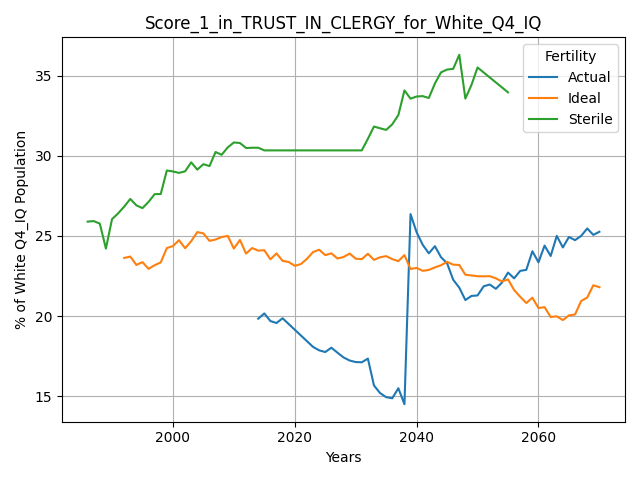 Score_1_in_TRUST_IN_CLERGY_for_White_Q4_IQ
Fertility
Actual
Ideal
Sterile
% of White Q4_IQ Population
35
30
25
20
15
2000
2020
2040
2060
Years